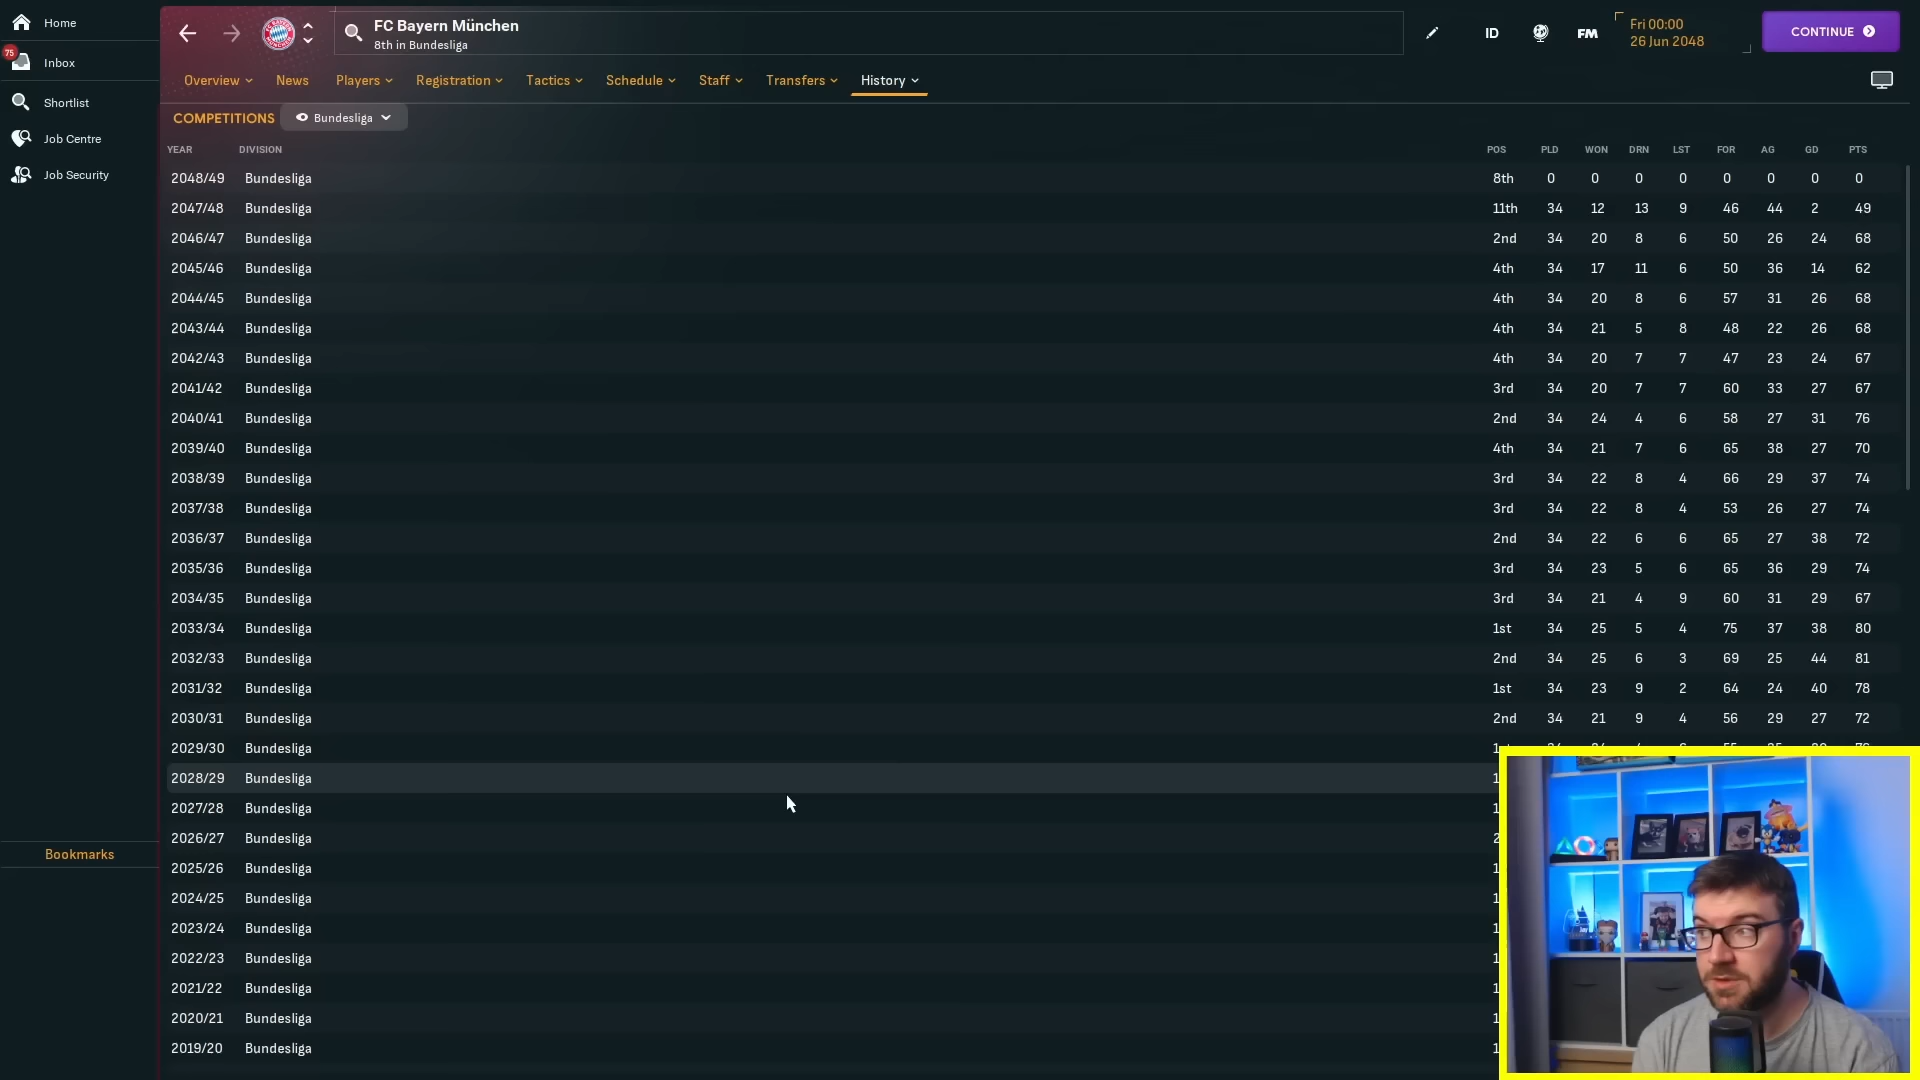 Home
75
Inbox
Shortlist
Job Centre
Job Security
Bookmarks
FC Bayern München
8th in Bundesliga
ID
FM
Fri 00:00
26 Jun 2048
CONTINUE
Overview News Players Registration Tactics Schedule Staff Transfers History
COMPETITIONS Bundesliga
YEAR DIVISION POS PLD WON DRN LST FOR AG GD PTS
2048/49 Bundesliga 8th 0 0 0 0 0 0 0 0
2047/48 Bundesliga 11th 34 12 13 9 46 44 2 49
2046/47 Bundesliga 2nd 34 20 8 6 50 26 24 68
2045/46 Bundesliga 4th 34 17 11 6 50 36 14 62
2044/45 Bundesliga 4th 34 20 8 6 57 31 26 68
2043/44 Bundesliga 4th 34 21 5 8 48 22 26 68
2042/43 Bundesliga 4th 34 20 7 7 47 23 24 67
2041/42 Bundesliga 3rd 34 20 7 7 60 33 27 67
2040/41 Bundesliga 2nd 34 24 4 6 58 27 31 76
2039/40 Bundesliga 4th 34 21 7 6 65 38 27 70
2038/39 Bundesliga 3rd 34 22 8 4 66 29 37 74
2037/38 Bundesliga 3rd 34 22 8 4 53 26 27 74
2036/37 Bundesliga 2nd 34 22 6 6 65 27 38 72
2035/36 Bundesliga 3rd 34 23 5 6 65 36 29 74
2034/35 Bundesliga 3rd 34 21 4 9 60 31 29 67
2033/34 Bundesliga 1st 34 25 5 4 75 37 38 80
2032/33 Bundesliga 2nd 34 25 6 3 69 25 44 81
2031/32 Bundesliga 1st 34 23 9 2 64 24 40 78
2030/31 Bundesliga 2nd 34 21 9 4 56 29 27 72
2029/30 Bundesliga
2028/29 Bundesliga 1
2027/28 Bundesliga 1
2026/27 Bundesliga 2
2025/26 Bundesliga 1
2024/25 Bundesliga 1
2023/24 Bundesliga 1
2022/23 Bundesliga 1
2021/22 Bundesliga 1
2020/21 Bundesliga 1
2019/20 Bundesliga 1